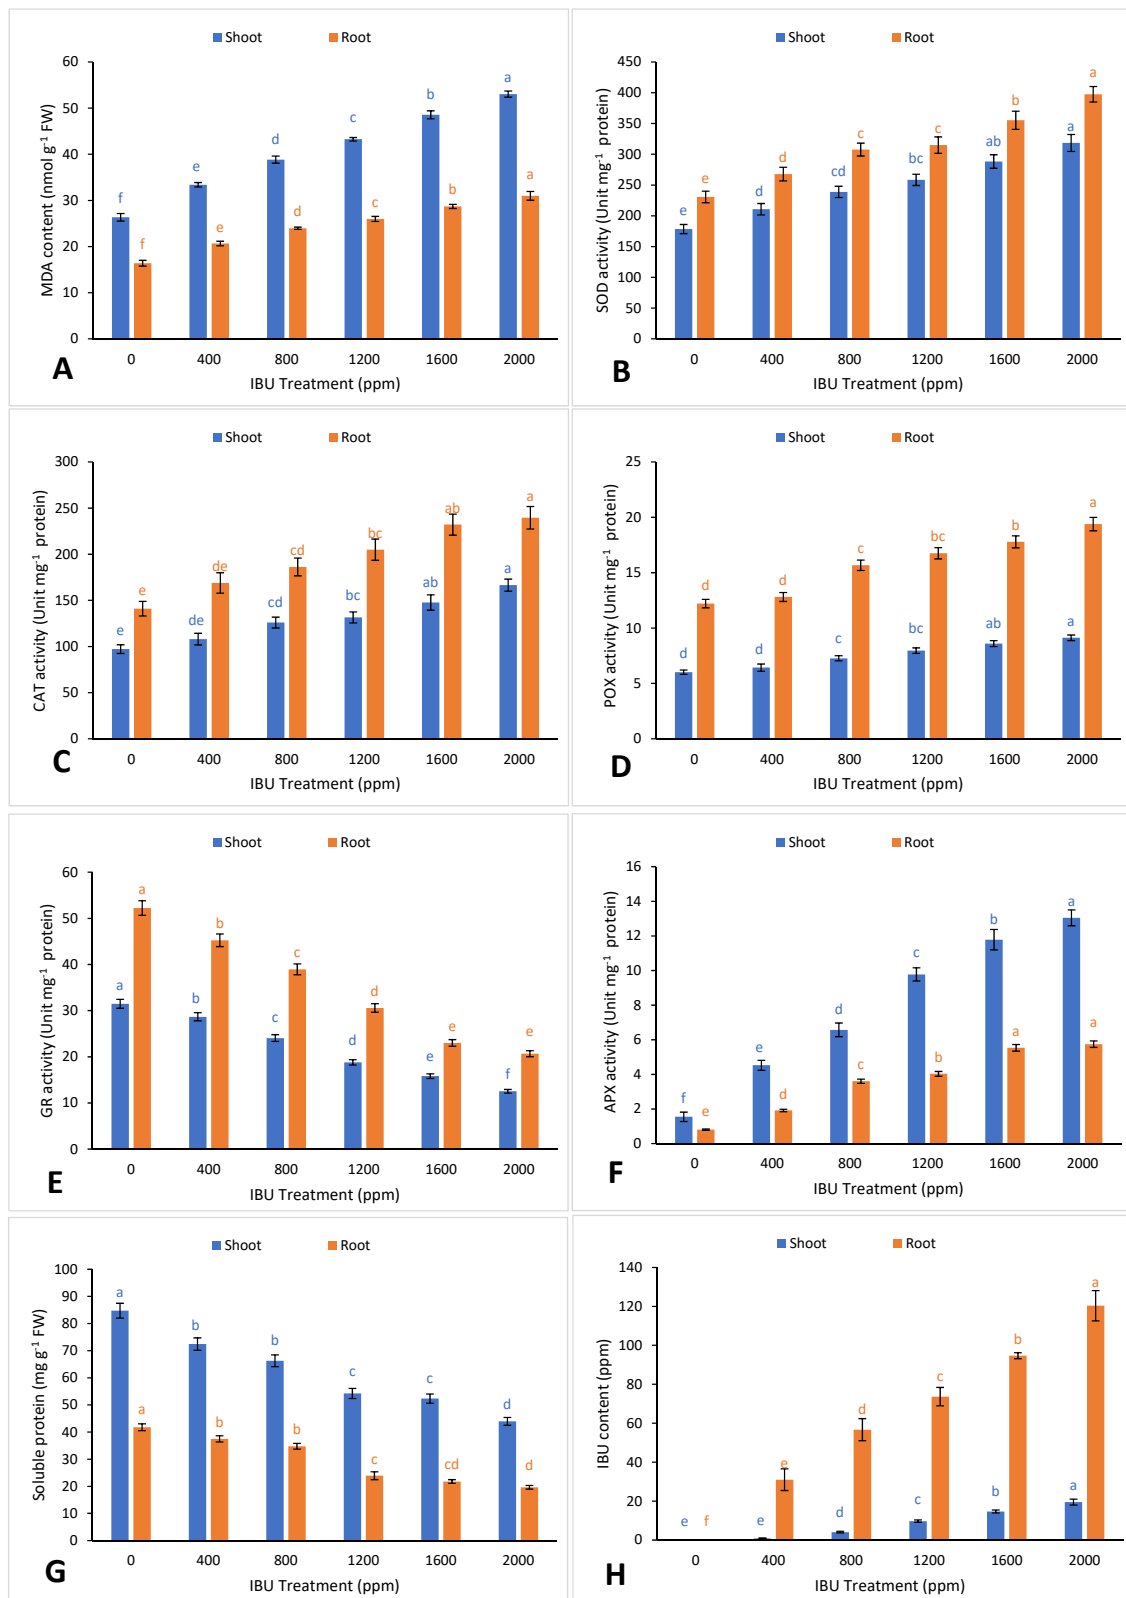 Shoot Root
MDA content (nmol g⁻¹ FW)
60
50
40
30
20
10
0
f f e e d d c c b b a a
0 400 800 1200 1600 2000
IBU Treatment (ppm)
A
Shoot Root
SOD activity (Unit mg⁻¹ protein)
450
400
350
300
250
200
150
100
50
0
e e d d cd c bc c ab b a a
0 400 800 1200 1600 2000
IBU Treatment (ppm)
B
Shoot Root
CAT activity (Unit mg⁻¹ protein)
300
250
200
150
100
50
0
e e de de cd cd bc bc ab ab a a
0 400 800 1200 1600 2000
IBU Treatment (ppm)
C
Shoot Root
POX activity (Unit mg⁻¹ protein)
25
20
15
10
5
0
d d d d c c bc bc ab b a a
0 400 800 1200 1600 2000
IBU Treatment (ppm)
D
Shoot Root
GR activity (Unit mg⁻¹ protein)
60
50
40
30
20
10
0
a a b b c c d d e e f e
0 400 800 1200 1600 2000
IBU Treatment (ppm)
E
Shoot Root
APX activity (Unit mg⁻¹ protein)
16
14
12
10
8
6
4
2
0
f e e d d c c b b a a a
0 400 800 1200 1600 2000
IBU Treatment (ppm)
F
Shoot Root
Soluble protein (mg g⁻¹ FW)
100
90
80
70
60
50
40
30
20
10
0
a a b b b b c c c cd d d
0 400 800 1200 1600 2000
IBU Treatment (ppm)
G
Shoot Root
IBU content (ppm)
140
120
100
80
60
40
20
0
e f e e d d c c b b a a
0 400 800 1200 1600 2000
IBU Treatment (ppm)
H